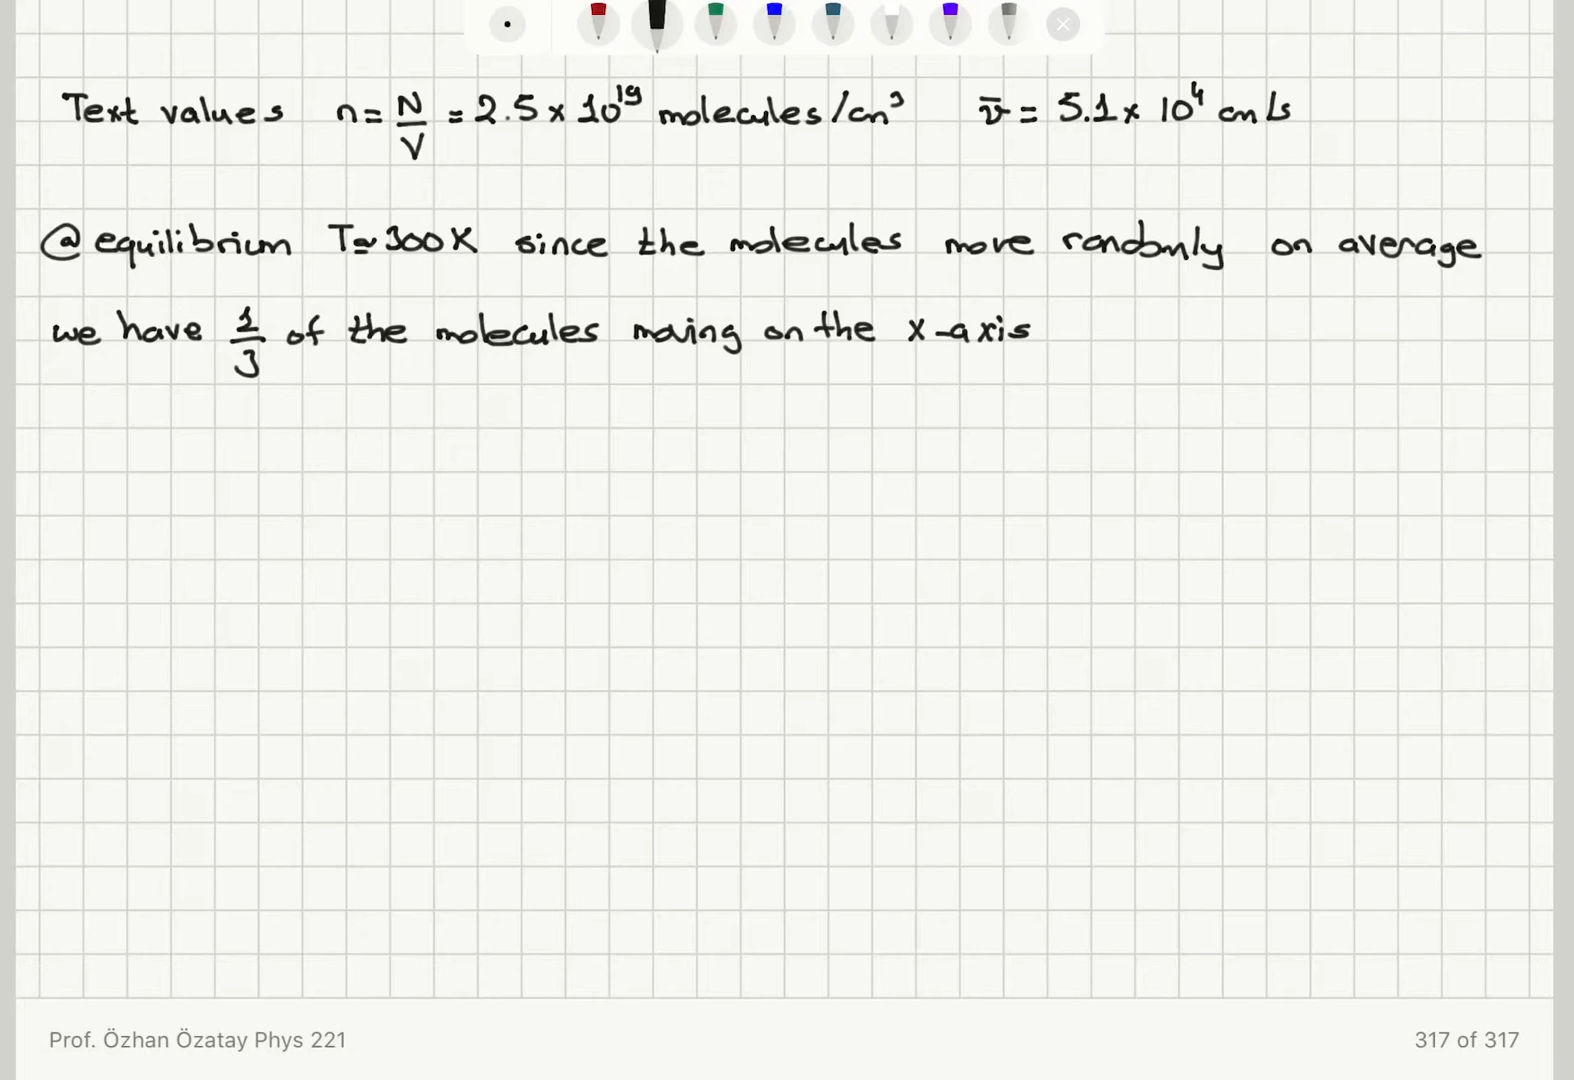 Text values n = N/V = 2.5 x 10^19 molecules/cm^3 v̄ = 5.1 x 10^4 cm/s
@ equilibrium T≃300K since the molecules move randomly on average
we have 1/3 of the molecules moving on the x-axis
Prof. Özhan Özatay Phys 221
317 of 317